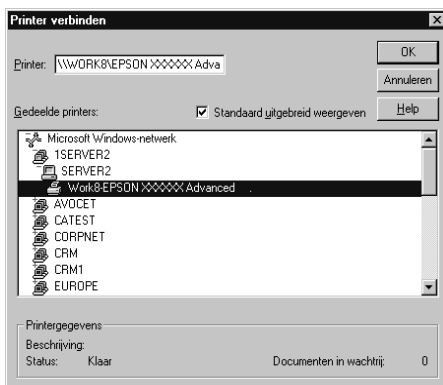 Printer verbinden
Printer: \\WORK8\EPSON XXXXXX Adva
OK
Annuleren
Gedeelde printers:
Standaard uitgebreid weergeven
Help
Microsoft Windows-netwerk
1SERVER2
SERVER2
Work8-EPSON XXXXXX Advanced .
AVOCET
CATEST
CORPNET
CRM
CRM1
EUROPE
Printergegevens
Beschrijving:
Status: Klaar Documenten in wachtrij: 0